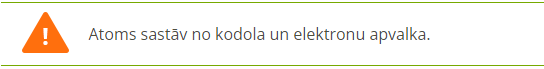 Atoms sastāv no kodola un elektronu apvalka.